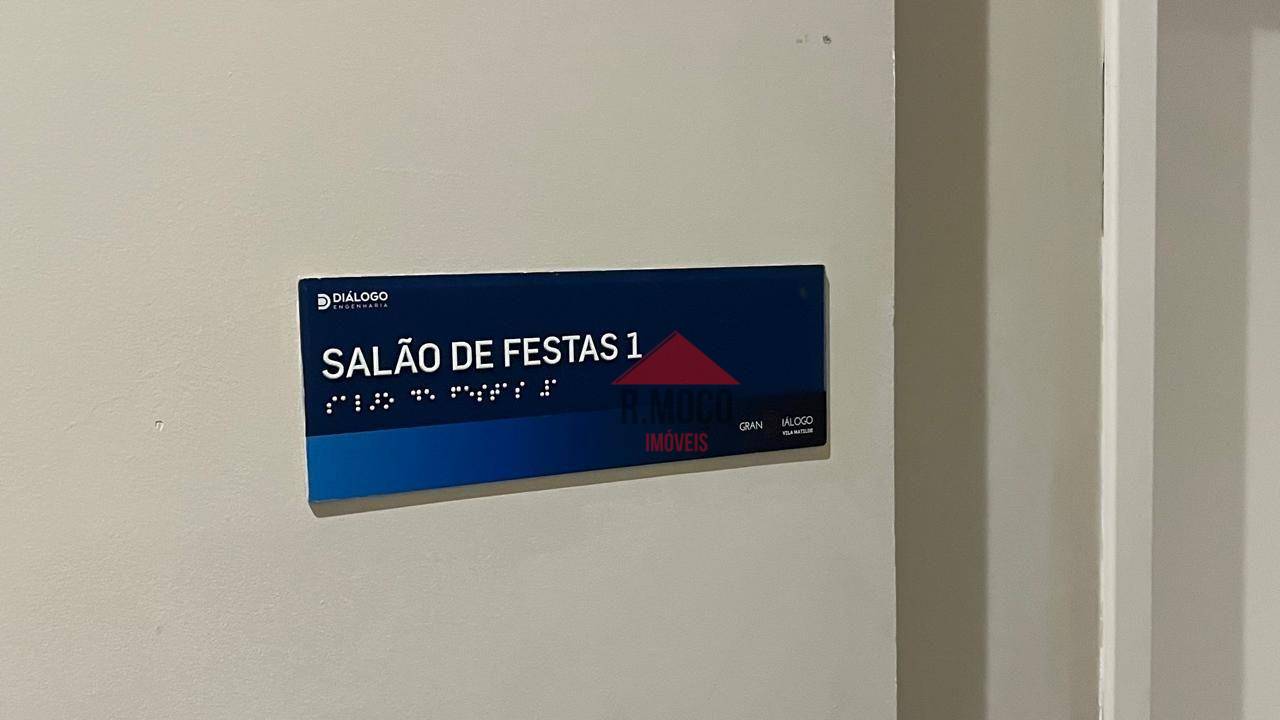 DIÁLOGO
ENGENHARIA
SALÃO DE FESTAS 1
R.MOCO
IMÓVEIS
GRAN IÁLOGO
VILA MATILDE